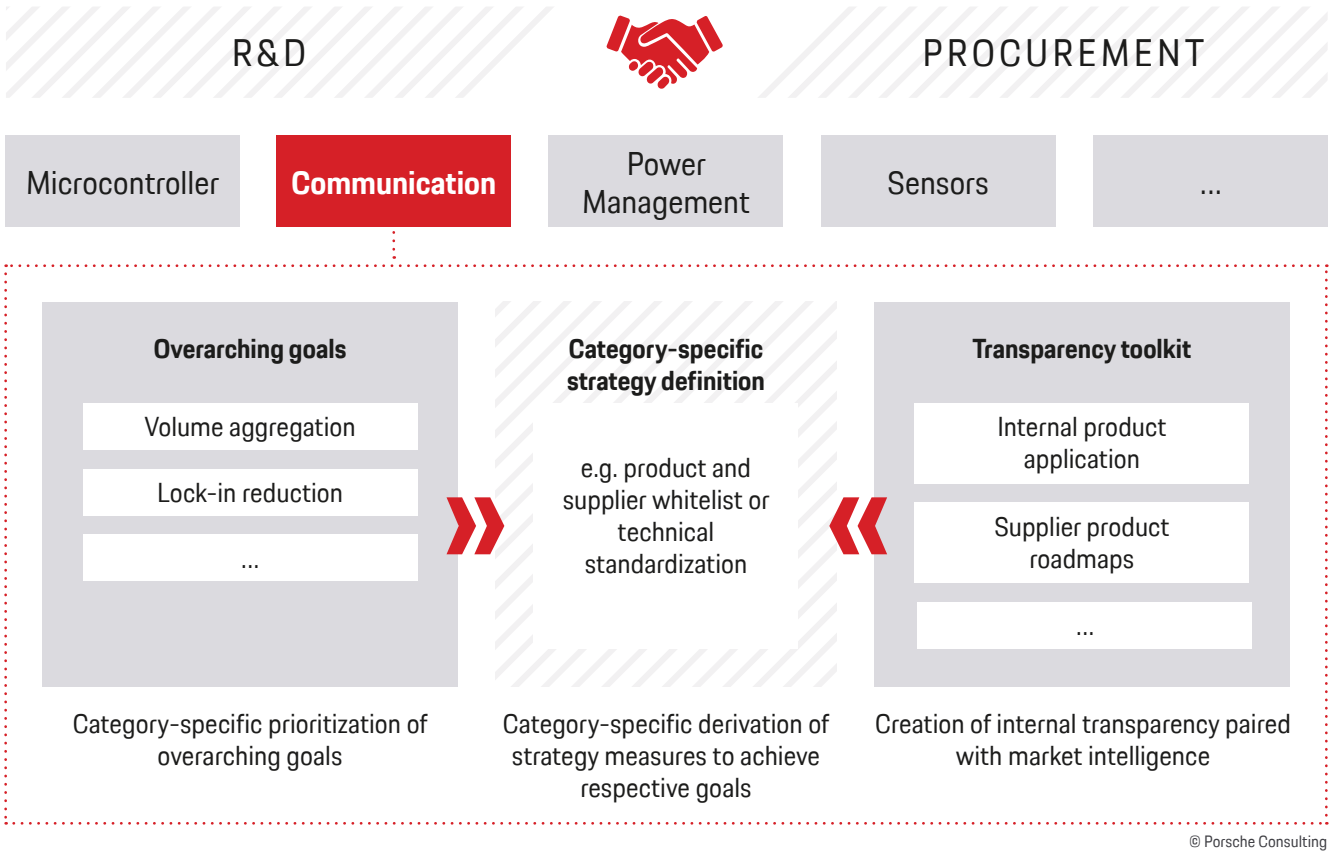 R&D
PROCUREMENT
Microcontroller
Communication
Power
Management
Sensors
...
Overarching goals
Volume aggregation
Lock-in reduction
...
Category-specific
strategy definition
e.g. product and
supplier whitelist or
technical
standardization
Transparency toolkit
Internal product
application
Supplier product
roadmaps
...
Category-specific prioritization of
overarching goals
Category-specific derivation of
strategy measures to achieve
respective goals
Creation of internal transparency paired
with market intelligence
© Porsche Consulting